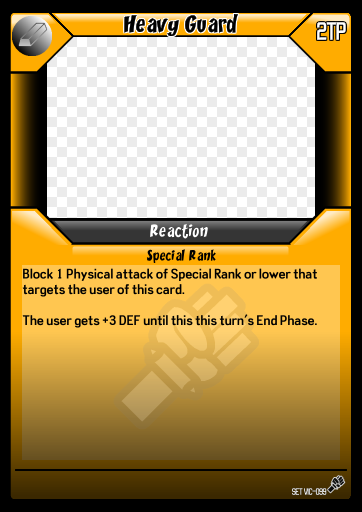 Heavy Guard
2TP
Reaction
Special Rank
Block 1 Physical attack of Special Rank or lower that
targets the user of this card.
The user gets +3 DEF until this this turn's End Phase.
SET VIC-099